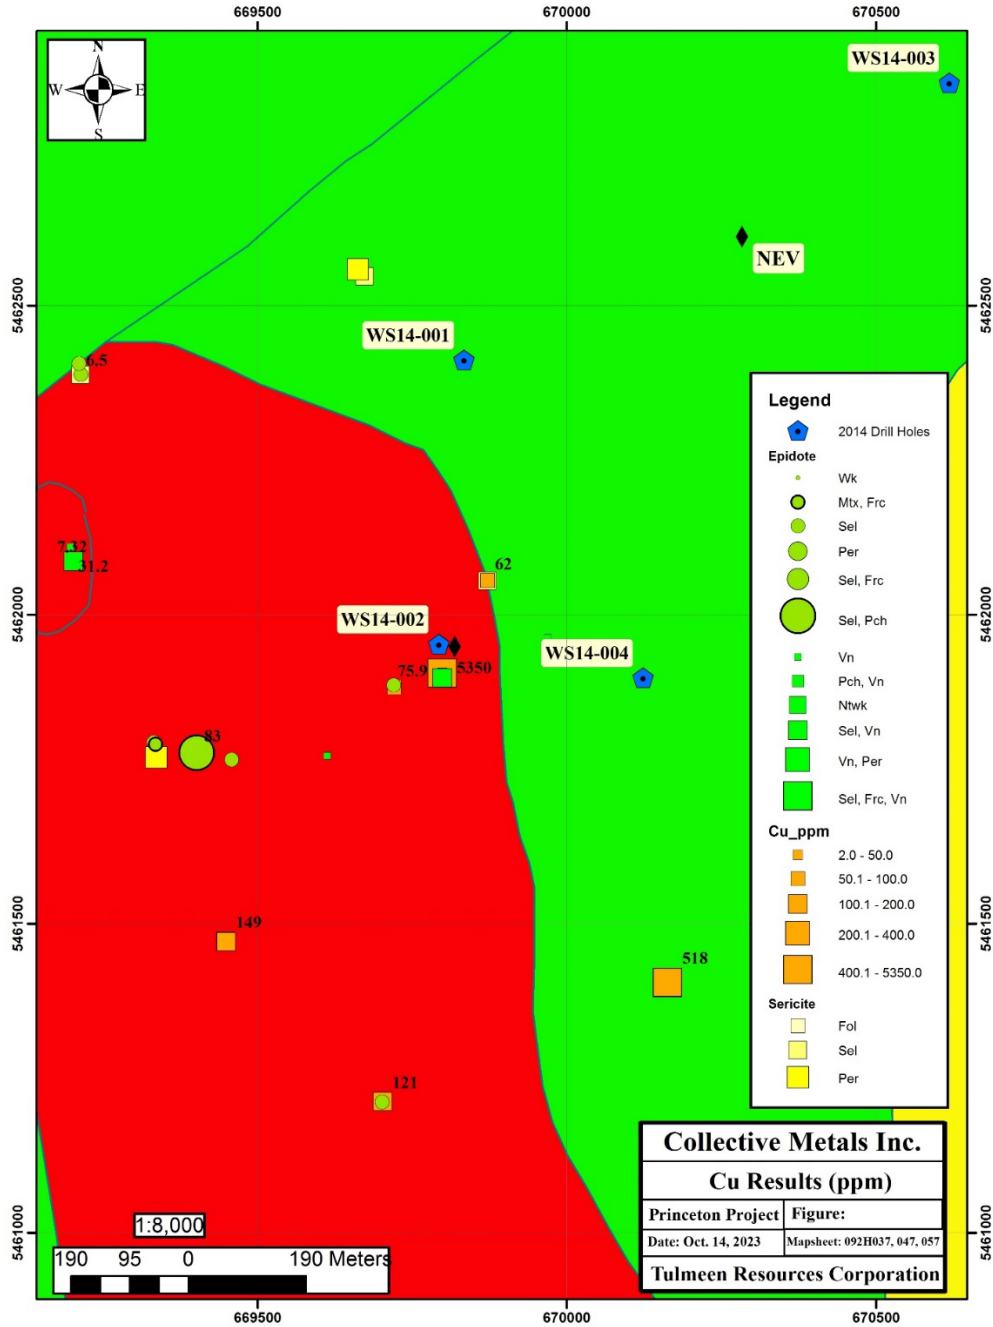 669500
670000
670500
WS14-003
N
W
E
S
NEV
5462500
5462500
WS14-001
6.5
Legend
2014 Drill Holes
Epidote
Wk
Mtx, Frc
Sel
Per
Sel, Frc
Sel, Pch
Vn
Pch, Vn
Ntwk
Sel, Vn
Vn, Per
Sel, Frc, Vn
Cu_ppm
2.0 - 50.0
50.1 - 100.0
100.1 - 200.0
200.1 - 400.0
400.1 - 5350.0
Sericite
Fol
Sel
Per
7.32
31.2
62
5462000
5462000
WS14-002
WS14-004
75.9
5350
83
5461500
5461500
149
518
121
Collective Metals Inc.
Cu Results (ppm)
Princeton Project
Figure:
Date: Oct. 14, 2023
Mapsheet: 092H037, 047, 057
Tulmeen Resources Corporation
5461000
5461000
1:8,000
190 95 0 190 Meters
669500
670000
670500